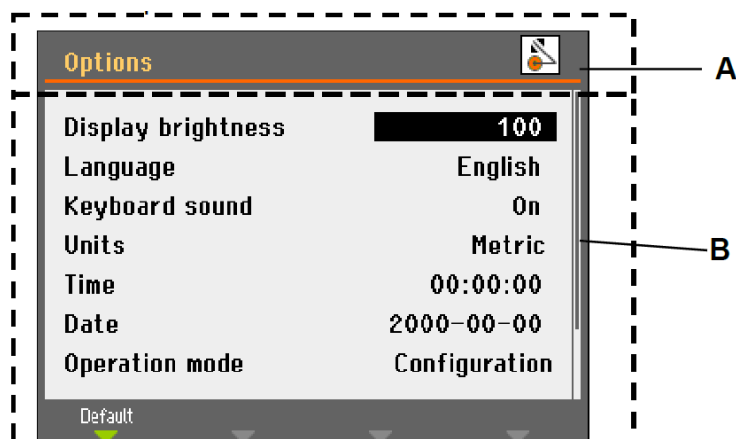 Options
A
Display brightness 100
Language English
Keyboard sound On
B
Units Metric
Time 00:00:00
Date 2000-00-00
Operation mode Configuration
Default